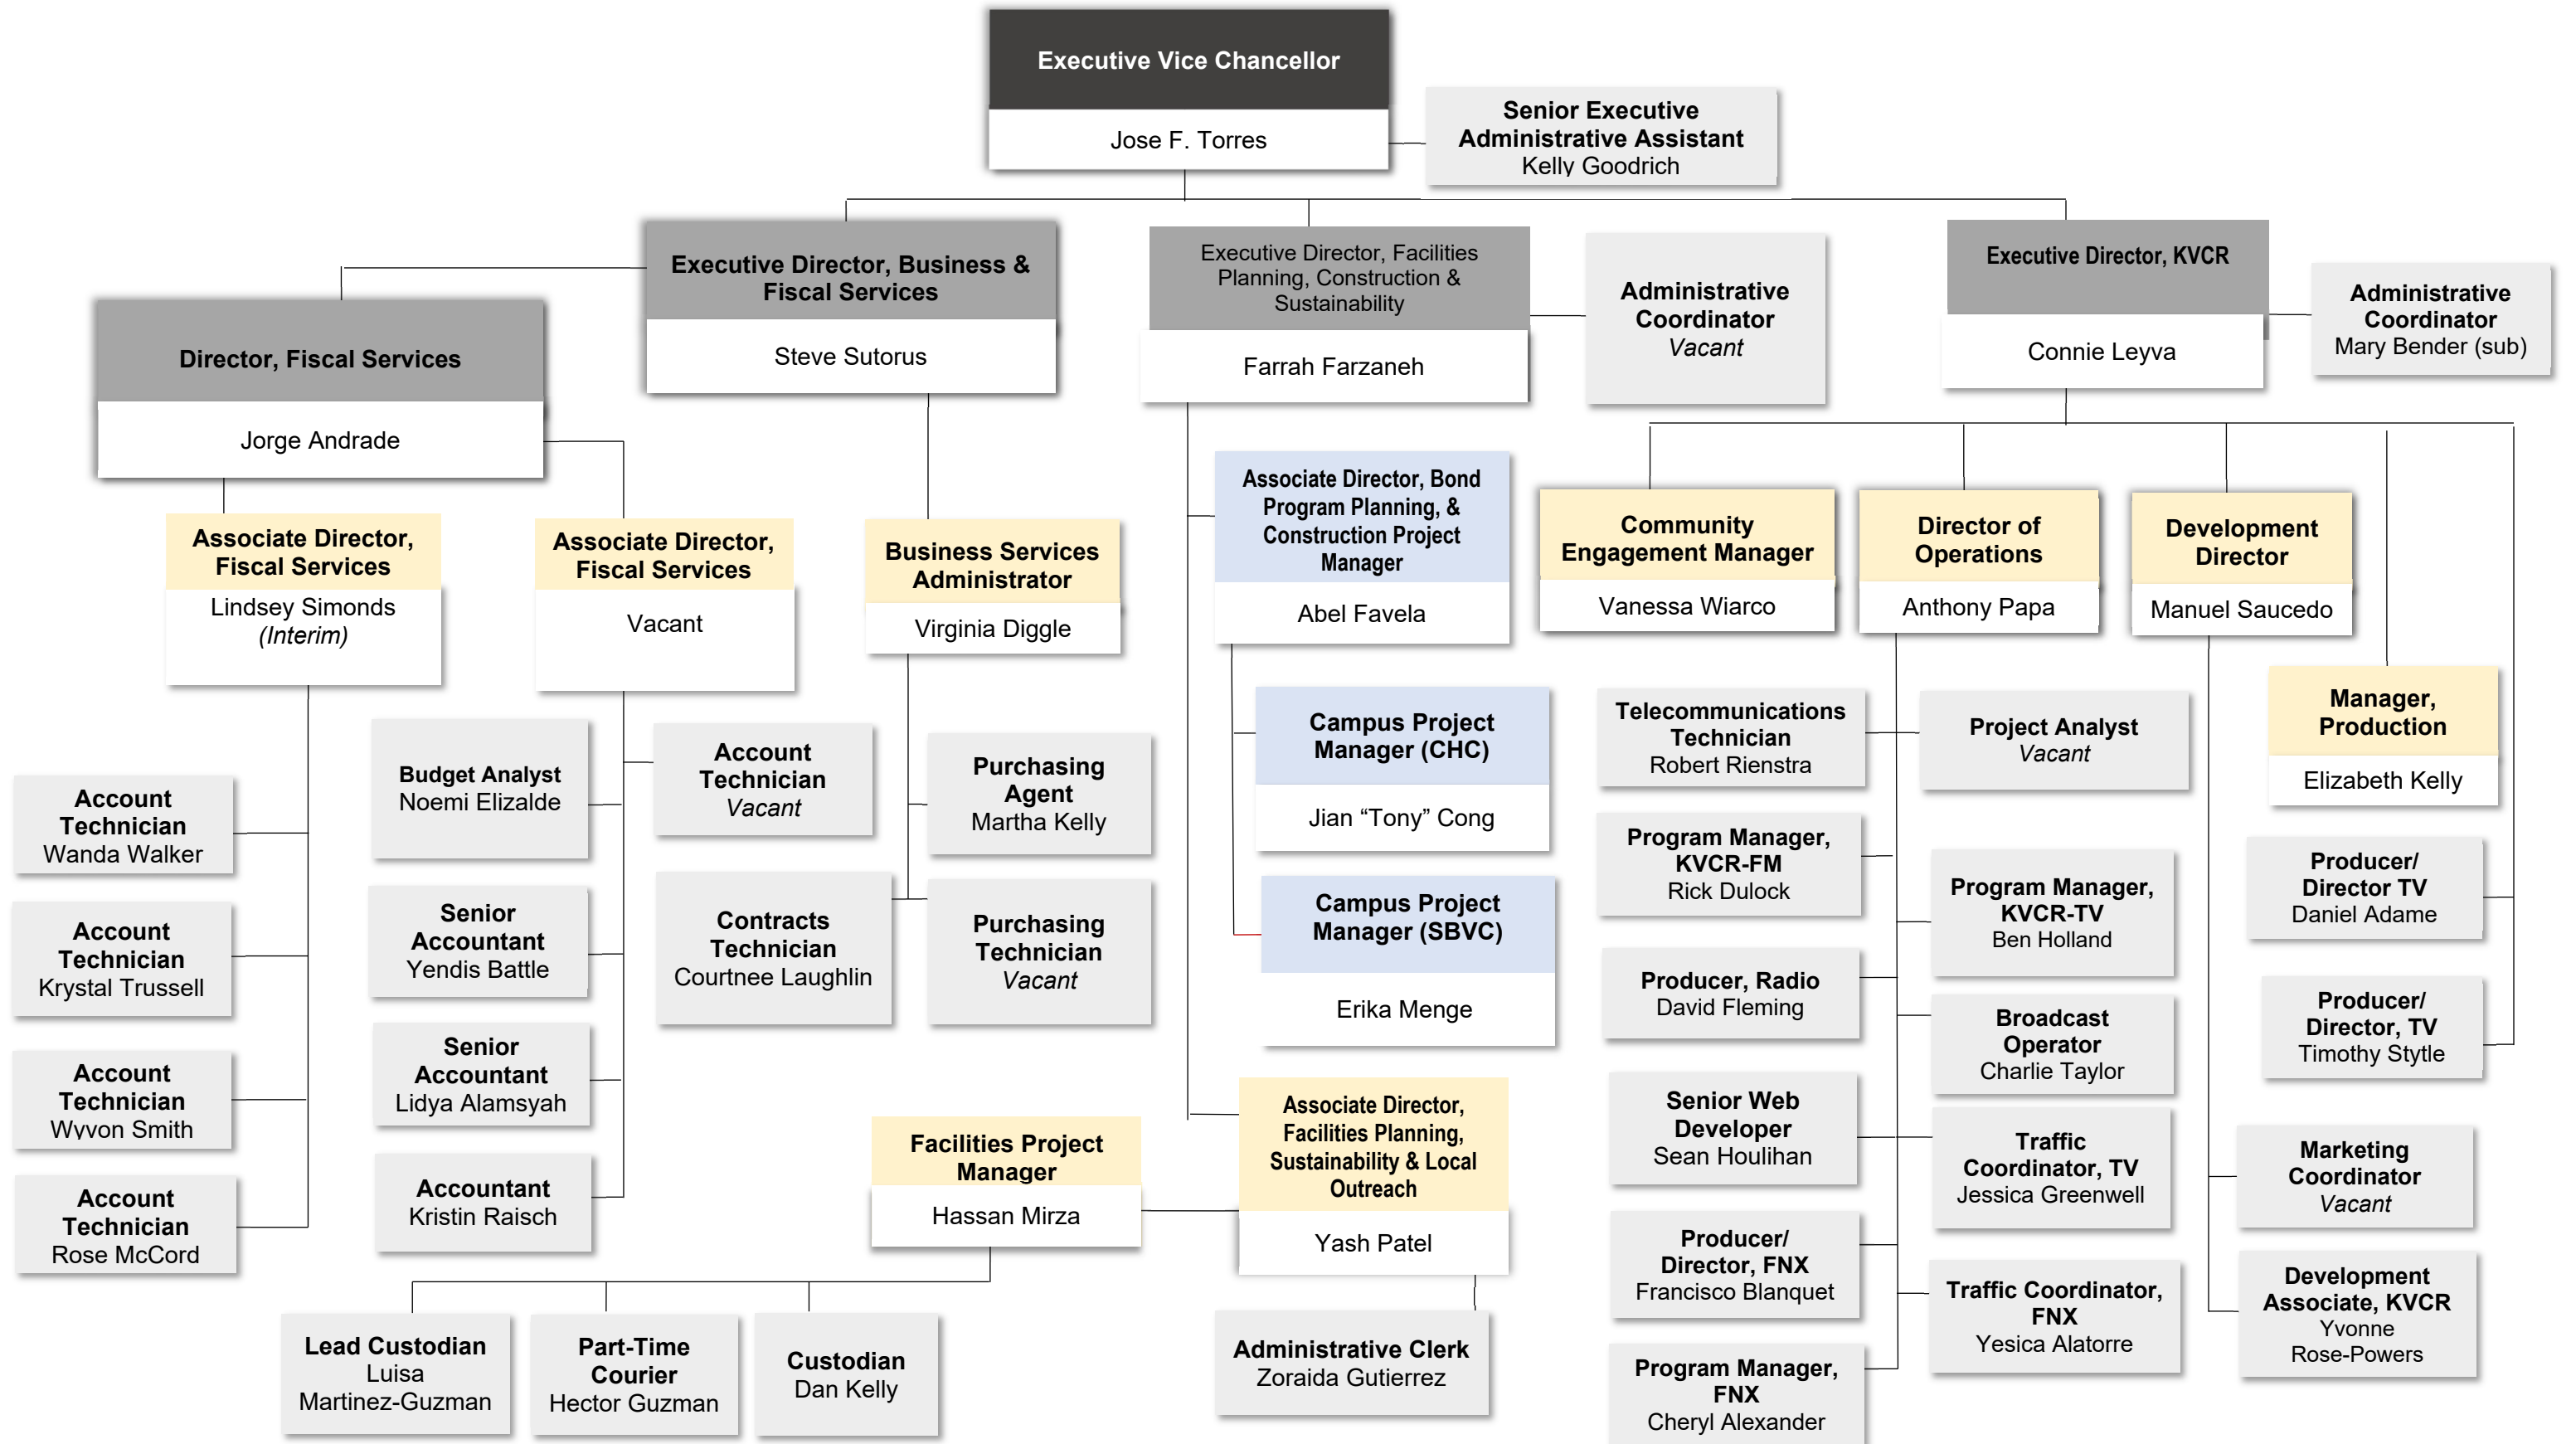 Executive Vice Chancellor
Jose F. Torres
Senior Executive
Administrative Assistant
Kelly Goodrich
Executive Director, Business &
Fiscal Services
Steve Sutorus
Executive Director, Facilities
Planning, Construction &
Sustainability
Farrah Farzaneh
Administrative
Coordinator
Vacant
Executive Director, KVCR
Connie Leyva
Administrative
Coordinator
Mary Bender (sub)
Director, Fiscal Services
Jorge Andrade
Associate Director,
Fiscal Services
Lindsey Simonds
(Interim)
Associate Director,
Fiscal Services
Vacant
Business Services
Administrator
Virginia Diggle
Associate Director, Bond
Program Planning, &
Construction Project
Manager
Abel Favela
Community
Engagement Manager
Vanessa Wiarco
Director of
Operations
Anthony Papa
Development
Director
Manuel Saucedo
Manager,
Production
Elizabeth Kelly
Account
Technician
Wanda Walker
Account
Technician
Krystal Trussell
Account
Technician
Wyvon Smith
Account
Technician
Rose McCord
Budget Analyst
Noemi Elizalde
Senior
Accountant
Yendis Battle
Senior
Accountant
Lidya Alamsyah
Accountant
Kristin Raisch
Account
Technician
Vacant
Contracts
Technician
Courtnee Laughlin
Purchasing
Agent
Martha Kelly
Purchasing
Technician
Vacant
Campus Project
Manager (CHC)
Jian “Tony” Cong
Campus Project
Manager (SBVC)
Erika Menge
Associate Director,
Facilities Planning,
Sustainability & Local
Outreach
Yash Patel
Facilities Project
Manager
Hassan Mirza
Lead Custodian
Luisa
Martinez-Guzman
Part-Time
Courier
Hector Guzman
Custodian
Dan Kelly
Administrative Clerk
Zoraida Gutierrez
Telecommunications
Technician
Robert Rienstra
Project Analyst
Vacant
Program Manager,
KVCR-FM
Rick Dulock
Program Manager,
KVCR-TV
Ben Holland
Producer, Radio
David Fleming
Broadcast
Operator
Charlie Taylor
Senior Web
Developer
Sean Houlihan
Traffic
Coordinator, TV
Jessica Greenwell
Producer/
Director, FNX
Francisco Blanquet
Traffic Coordinator,
FNX
Yesica Alatorre
Program Manager,
FNX
Cheryl Alexander
Producer/
Director TV
Daniel Adame
Producer/
Director, TV
Timothy Stytle
Marketing
Coordinator
Vacant
Development
Associate, KVCR
Yvonne
Rose-Powers